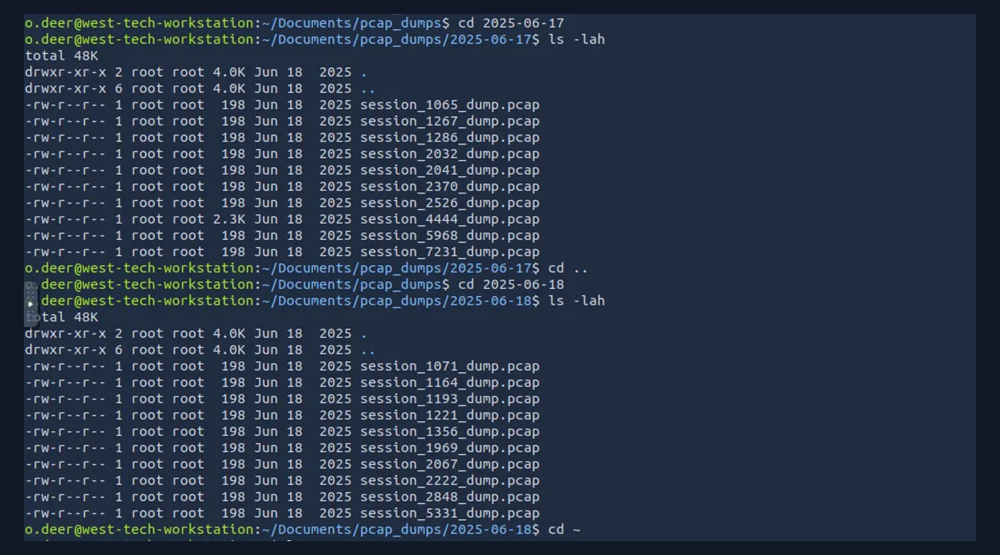 o.deer@west-tech-workstation:~/Documents/pcap_dumps$ cd 2025-06-17
o.deer@west-tech-workstation:~/Documents/pcap_dumps/2025-06-17$ ls -lah
total 48K
drwxr-xr-x 2 root root 4.0K Jun 18  2025 .
drwxr-xr-x 6 root root 4.0K Jun 18  2025 ..
-rw-r--r-- 1 root root  198 Jun 18  2025 session_1065_dump.pcap
-rw-r--r-- 1 root root  198 Jun 18  2025 session_1267_dump.pcap
-rw-r--r-- 1 root root  198 Jun 18  2025 session_1286_dump.pcap
-rw-r--r-- 1 root root  198 Jun 18  2025 session_2032_dump.pcap
-rw-r--r-- 1 root root  198 Jun 18  2025 session_2041_dump.pcap
-rw-r--r-- 1 root root  198 Jun 18  2025 session_2370_dump.pcap
-rw-r--r-- 1 root root  198 Jun 18  2025 session_2526_dump.pcap
-rw-r--r-- 1 root root 2.3K Jun 18  2025 session_4444_dump.pcap
-rw-r--r-- 1 root root  198 Jun 18  2025 session_5968_dump.pcap
-rw-r--r-- 1 root root  198 Jun 18  2025 session_7231_dump.pcap
o.deer@west-tech-workstation:~/Documents/pcap_dumps/2025-06-17$ cd ..
o.deer@west-tech-workstation:~/Documents/pcap_dumps$ cd 2025-06-18
o.deer@west-tech-workstation:~/Documents/pcap_dumps/2025-06-18$ ls -lah
total 48K
drwxr-xr-x 2 root root 4.0K Jun 18  2025 .
drwxr-xr-x 6 root root 4.0K Jun 18  2025 ..
-rw-r--r-- 1 root root  198 Jun 18  2025 session_1071_dump.pcap
-rw-r--r-- 1 root root  198 Jun 18  2025 session_1164_dump.pcap
-rw-r--r-- 1 root root  198 Jun 18  2025 session_1193_dump.pcap
-rw-r--r-- 1 root root  198 Jun 18  2025 session_1221_dump.pcap
-rw-r--r-- 1 root root  198 Jun 18  2025 session_1356_dump.pcap
-rw-r--r-- 1 root root  198 Jun 18  2025 session_1969_dump.pcap
-rw-r--r-- 1 root root  198 Jun 18  2025 session_2067_dump.pcap
-rw-r--r-- 1 root root  198 Jun 18  2025 session_2222_dump.pcap
-rw-r--r-- 1 root root  198 Jun 18  2025 session_2848_dump.pcap
-rw-r--r-- 1 root root  198 Jun 18  2025 session_5331_dump.pcap
o.deer@west-tech-workstation:~/Documents/pcap_dumps/2025-06-18$ cd ~